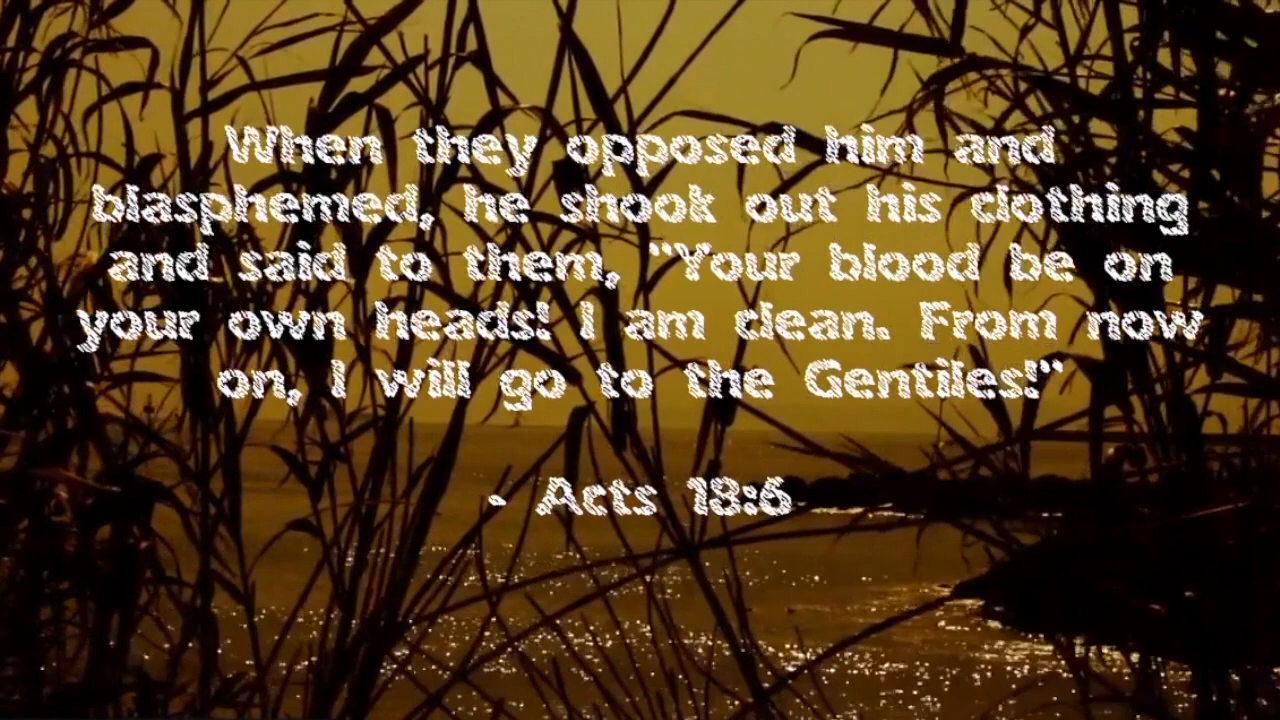 When they opposed him and
blasphemed, he shook out his clothing
and said to them, "Your blood be on
your own heads! I am clean. From now
on, I will go to the Gentiles!"
- Acts 18:6